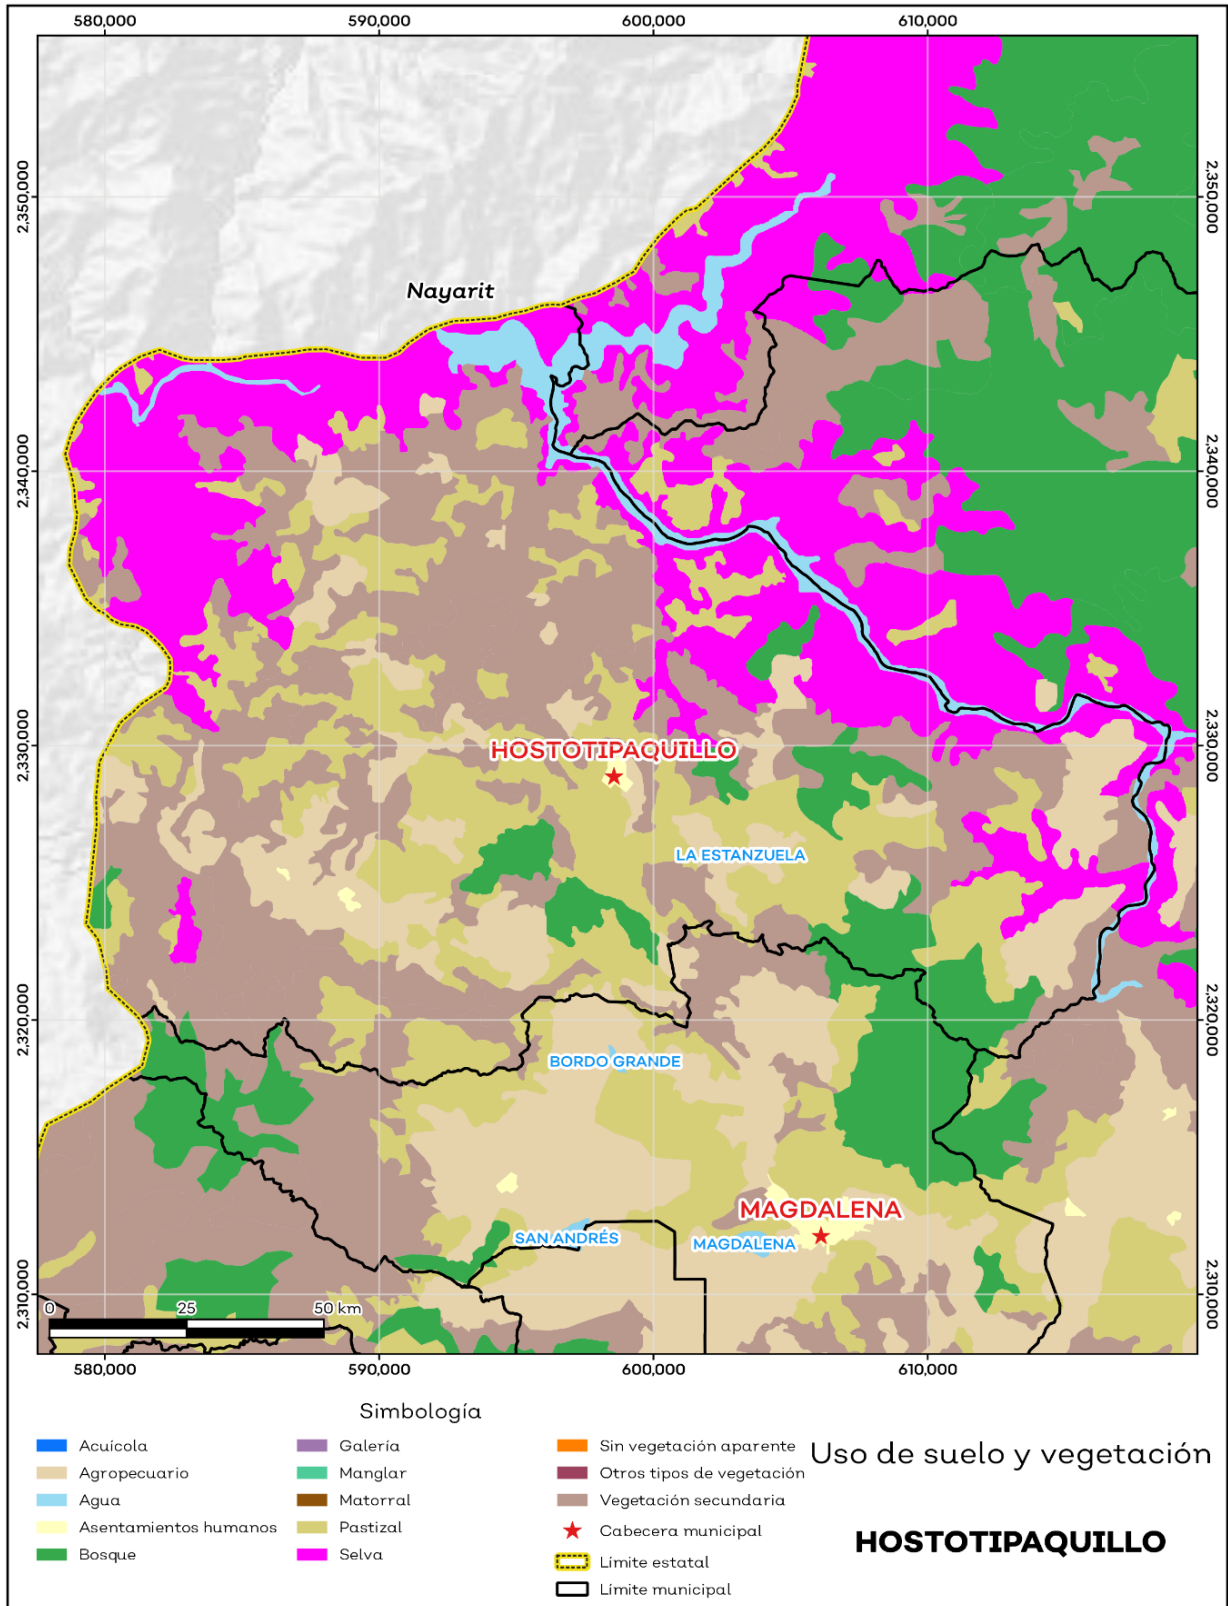 580,000 590,000 600,000 610,000
2,350,000
2,350,000
Nayarit
2,340,000
2,340,000
2,330,000
HOSTOTIPAQUILLO
2,330,000
LA ESTANZUELA
2,320,000
2,320,000
BORDO GRANDE
MAGDALENA
SAN ANDRÉS
MAGDALENA
2,310,000
2,310,000
0 25 50 km
580,000 590,000 600,000 610,000
Simbología
Acuícola
Agropecuario
Agua
Asentamientos humanos
Bosque
Galería
Manglar
Matorral
Pastizal
Selva
Sin vegetación aparente
Otros tipos de vegetación
Vegetación secundaria
Cabecera municipal
Límite estatal
Límite municipal
Uso de suelo y vegetación
HOSTOTIPAQUILLO